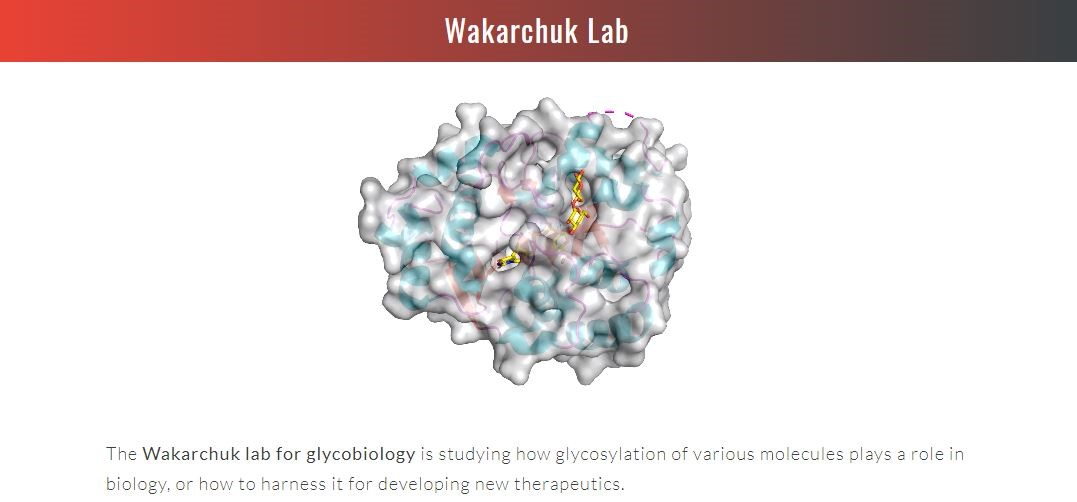 Wakarchuk Lab
The Wakarchuk lab for glycobiology is studying how glycosylation of various molecules plays a role in
biology, or how to harness it for developing new therapeutics.